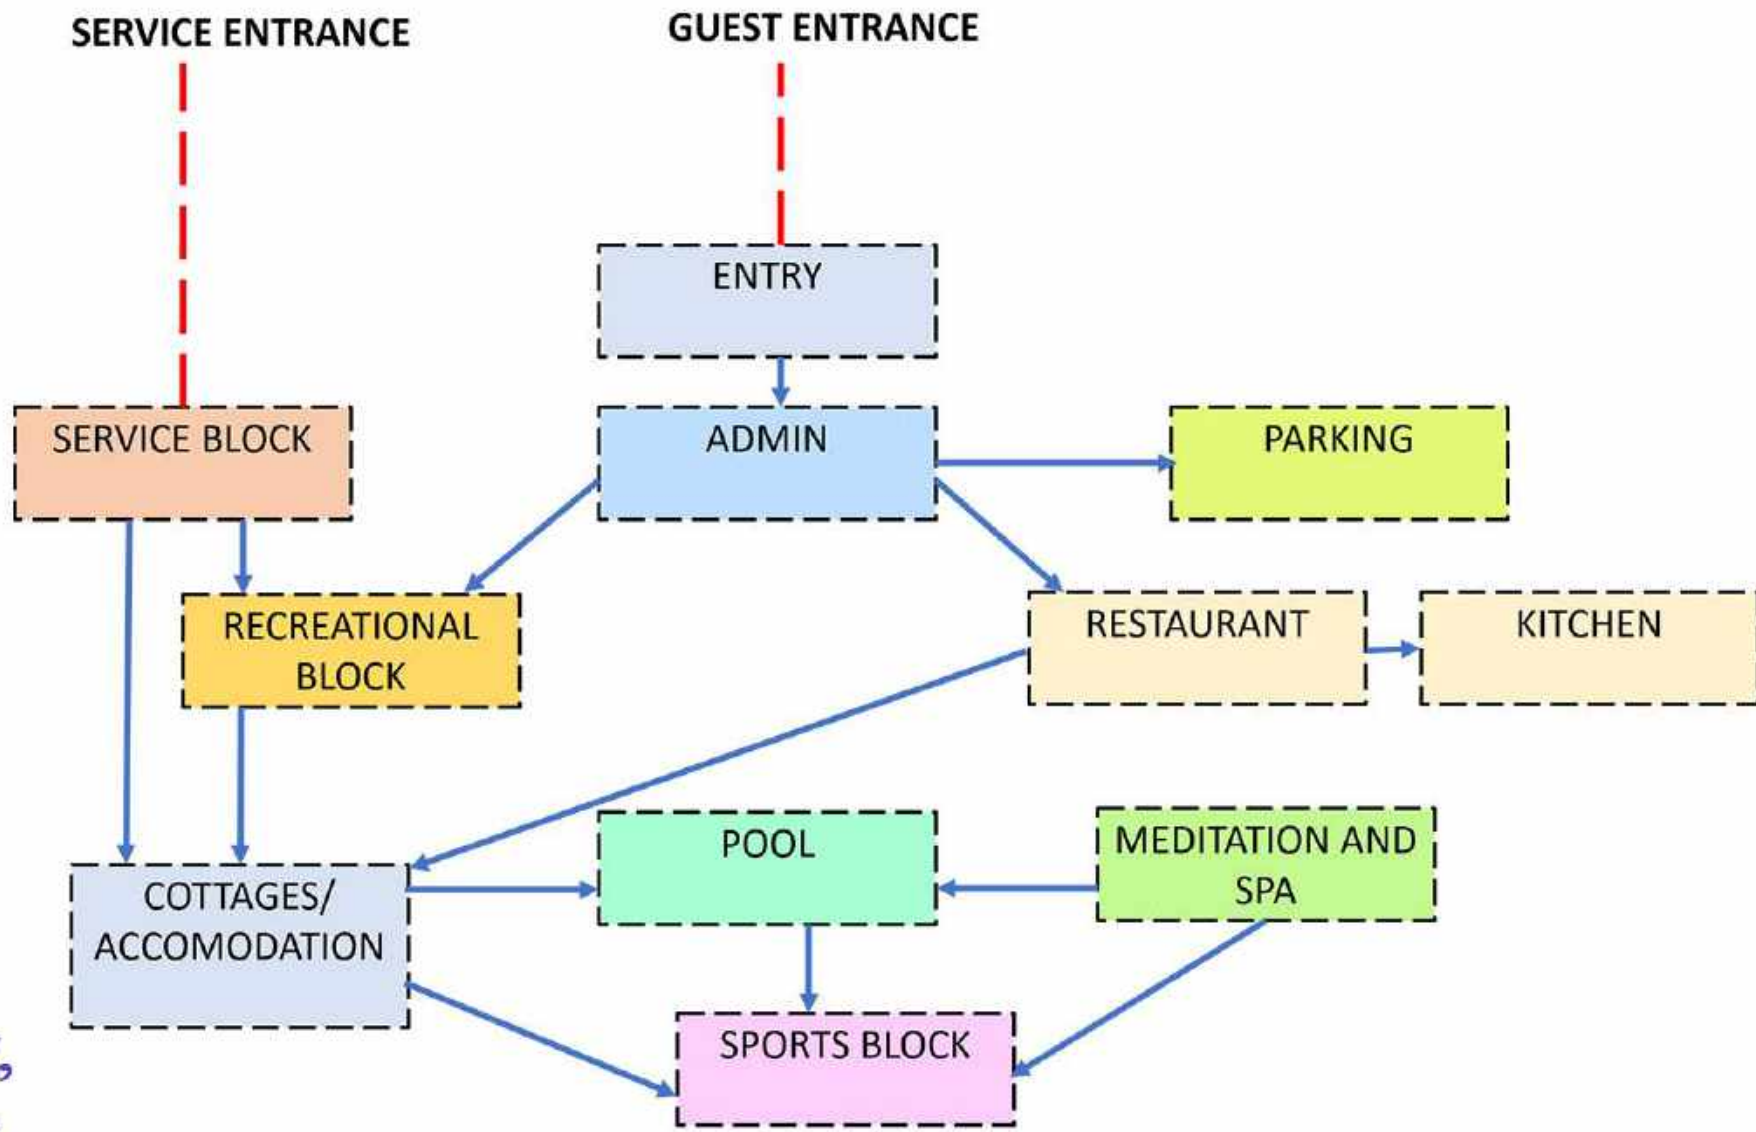 SERVICE ENTRANCE
GUEST ENTRANCE
ENTRY
SERVICE BLOCK
ADMIN
PARKING
RECREATIONAL
BLOCK
RESTAURANT
KITCHEN
POOL
MEDITATION AND
SPA
COTTAGES/
ACCOMODATION
SPORTS BLOCK